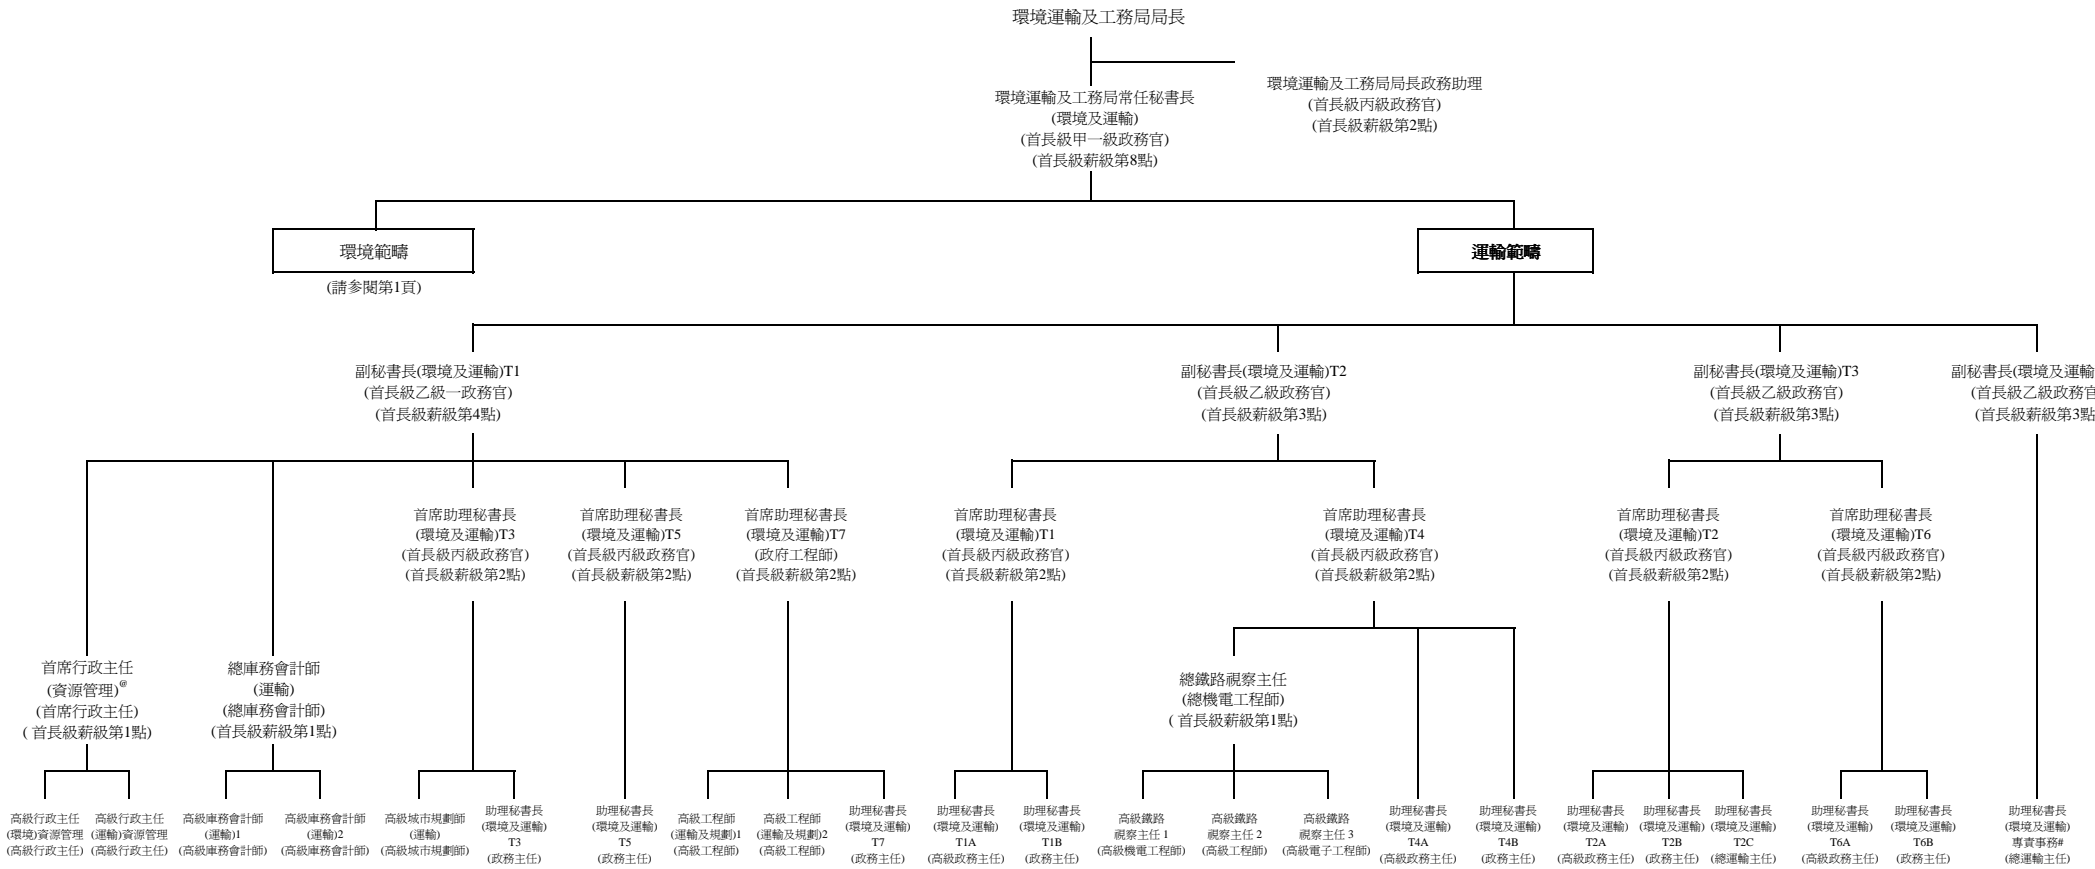 環境運輸及工務局局長
環境運輸及工務局局長政務助理
(首長級丙級政務官)
(首長級薪級第2點)
環境運輸及工務局常任秘書長
(環境及運輸)
(首長級甲一級政務官)
(首長級薪級第8點)
環境範疇
(請參閱第1頁)
運輸範疇
副秘書長(環境及運輸)T1
(首長級乙級一政務官)
(首長級薪級第4點)
副秘書長(環境及運輸)T2
(首長級乙級政務官)
(首長級薪級第3點)
副秘書長(環境及運輸)T3
(首長級乙級政務官)
(首長級薪級第3點)
副秘書長(環境及運輸
(首長級乙級政務官
(首長級薪級第3點
首席助理秘書長
(環境及運輸)T3
(首長級丙級政務官)
(首長級薪級第2點)
首席助理秘書長
(環境及運輸)T5
(首長級丙級政務官)
(首長級薪級第2點)
首席助理秘書長
(環境及運輸)T7
(政府工程師)
(首長級薪級第2點)
首席助理秘書長
(環境及運輸)T1
(首長級丙級政務官)
(首長級薪級第2點)
首席助理秘書長
(環境及運輸)T4
(首長級丙級政務官)
(首長級薪級第2點)
首席助理秘書長
(環境及運輸)T2
(首長級丙級政務官)
(首長級薪級第2點)
首席助理秘書長
(環境及運輸)T6
(首長級丙級政務官)
(首長級薪級第2點)
首席行政主任
(資源管理)@
(首席行政主任)
( 首長級薪級第1點)
總庫務會計師
(運輸)
(總庫務會計師)
(首長級薪級第1點)
總鐵路視察主任
(總機電工程師)
( 首長級薪級第1點)
高級行政主任
(環境)資源管理
(高級行政主任)
高級行政主任
(運輸)資源管理
(高級行政主任)
高級庫務會計師
(運輸)1
(高級庫務會計師)
高級庫務會計師
(運輸)2
(高級庫務會計師)
高級城市規劃師
(運輸)
(高級城市規劃師)
助理秘書長
(環境及運輸)
T3
(政務主任)
助理秘書長
(環境及運輸)
T5
(政務主任)
高級工程師
(運輸及規劃)1
(高級工程師)
高級工程師
(運輸及規劃)2
(高級工程師)
助理秘書長
(環境及運輸)
T7
(政務主任)
助理秘書長
(環境及運輸)
T1A
(高級政務主任)
助理秘書長
(環境及運輸)
T1B
(政務主任)
高級鐵路
視察主任 1
(高級機電工程師)
高級鐵路
視察主任 2
(高級工程師)
高級鐵路
視察主任 3
(高級電子工程師)
助理秘書長
(環境及運輸)
T4A
(高級政務主任)
助理秘書長
(環境及運輸)
T4B
(政務主任)
助理秘書長
(環境及運輸)
T2A
(高級政務主任)
助理秘書長
(環境及運輸)
T2B
(政務主任)
助理秘書長
(環境及運輸)
T2C
(總運輸主任)
助理秘書長
(環境及運輸)
T6A
(高級政務主任)
助理秘書長
(環境及運輸)
T6B
(政務主任)
助理秘書長
(環境及運輸)
專責事務#
(總運輸主任)